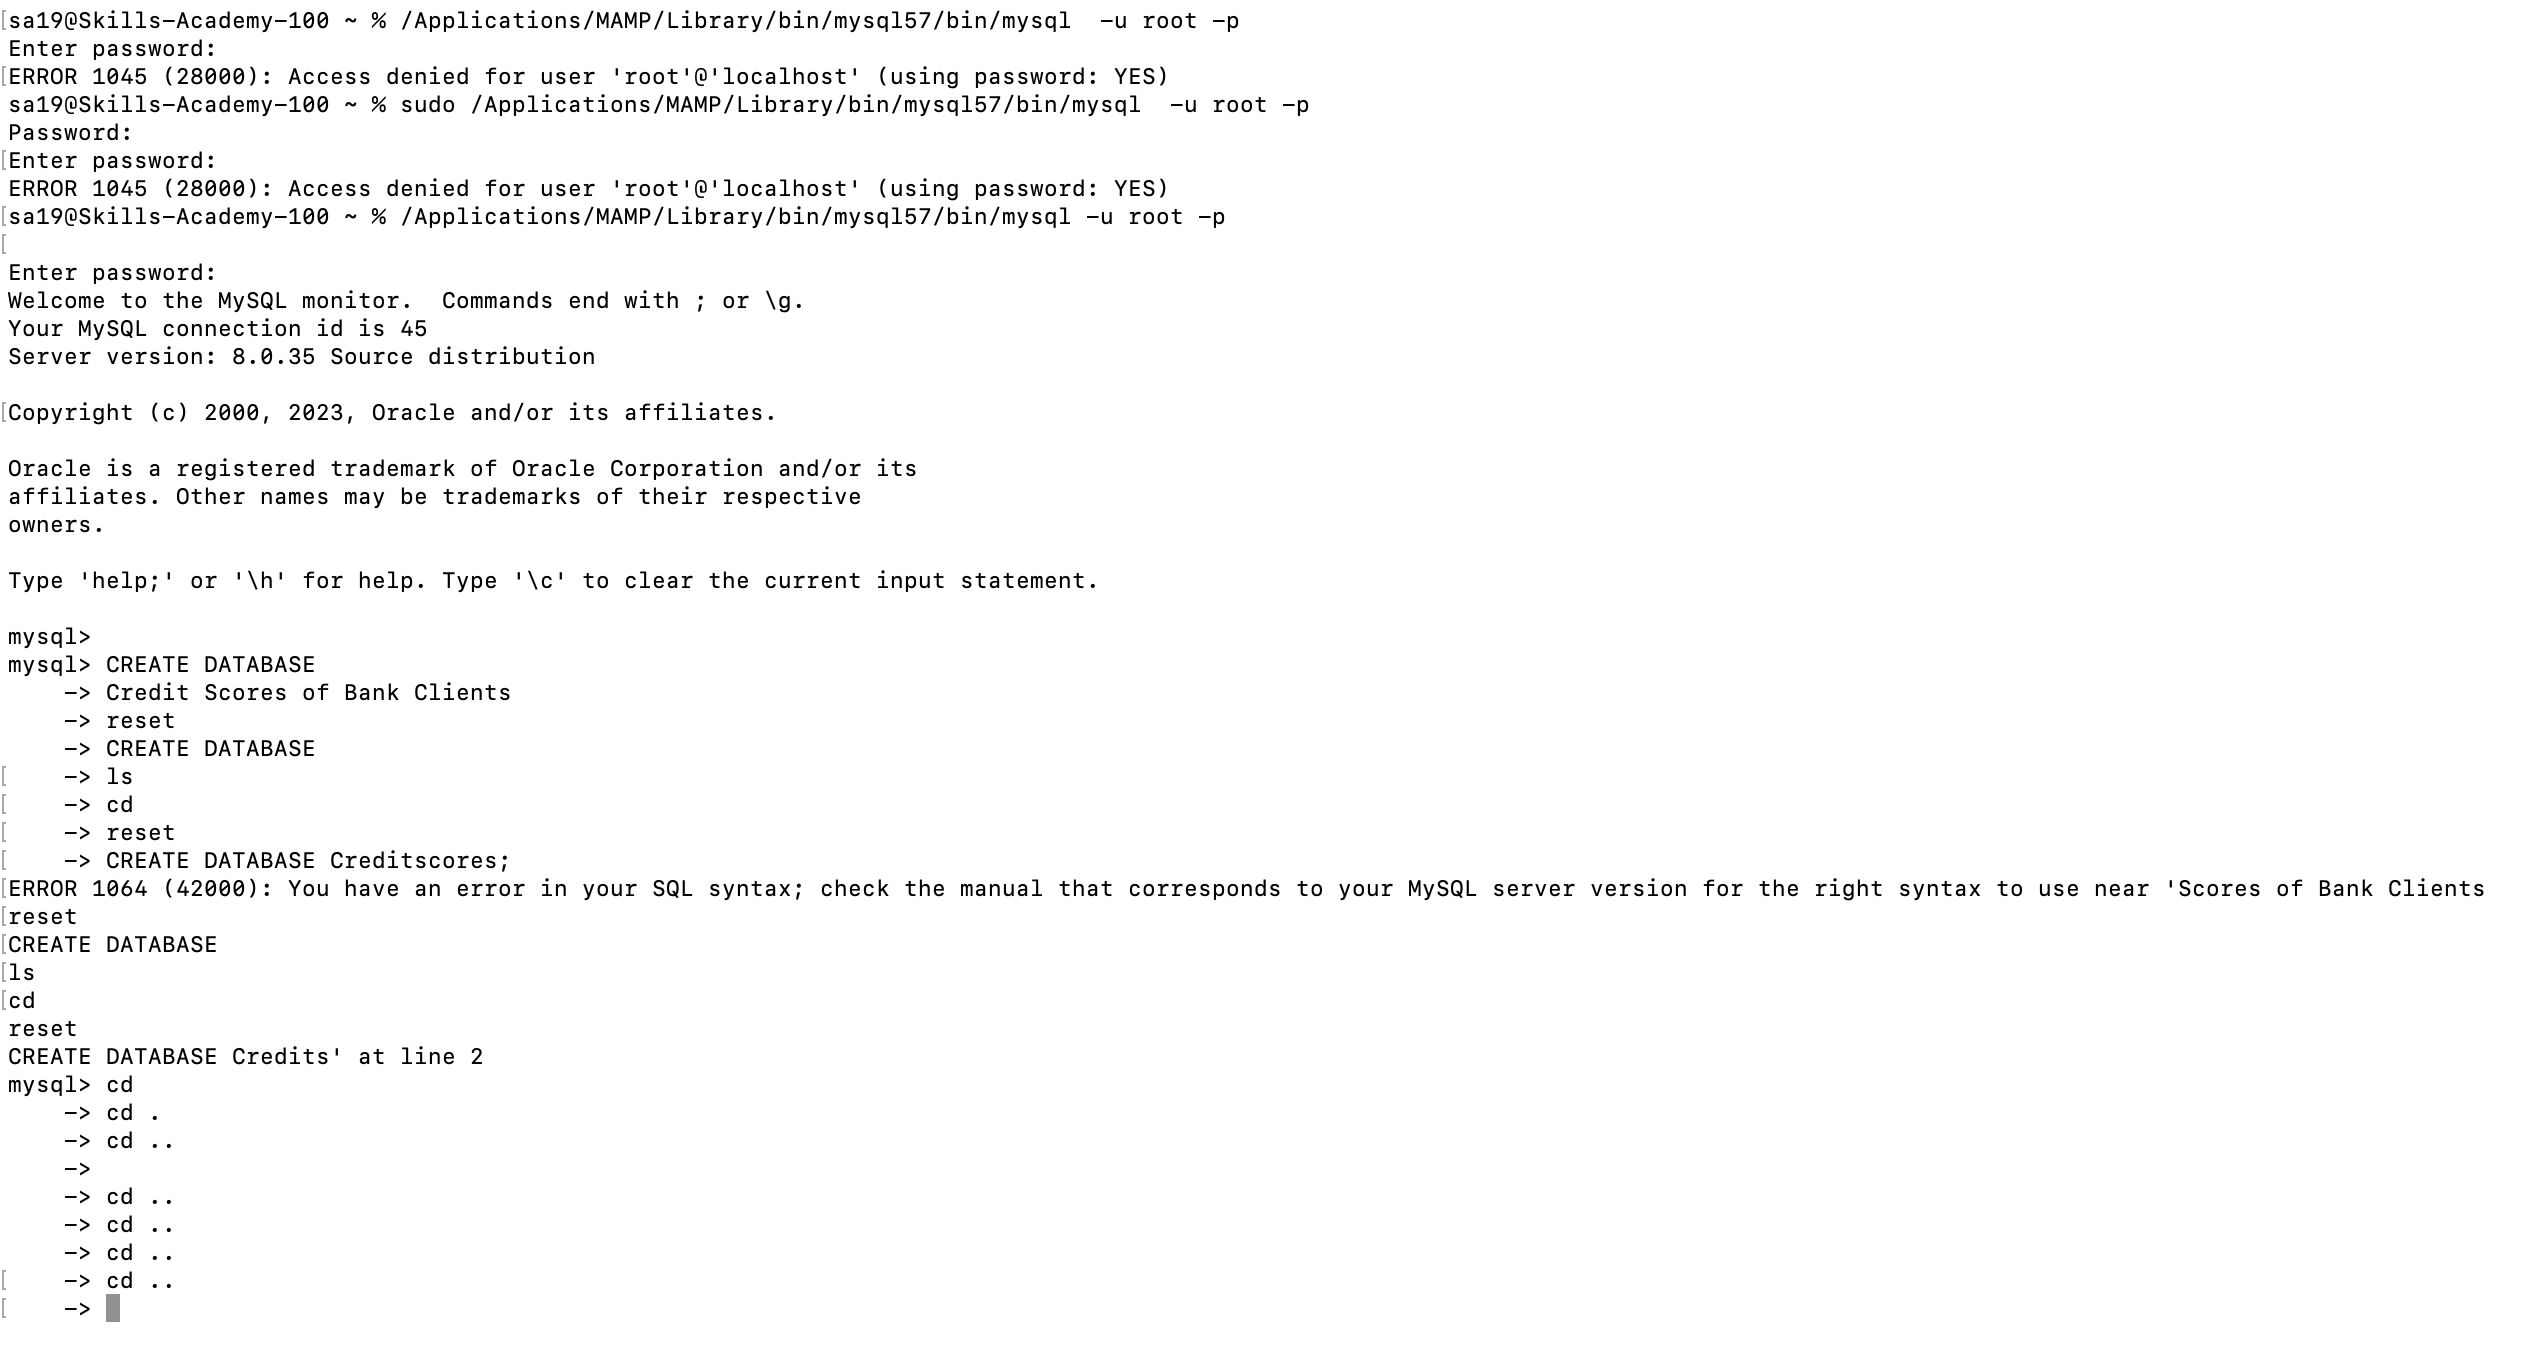 [sa19@Skills-Academy-100 ~ % /Applications/MAMP/Library/bin/mysql57/bin/mysql  -u root -p
Enter password:
[ERROR 1045 (28000): Access denied for user 'root'@'localhost' (using password: YES)
sa19@Skills-Academy-100 ~ % sudo /Applications/MAMP/Library/bin/mysql57/bin/mysql  -u root -p
Password:
[Enter password:
ERROR 1045 (28000): Access denied for user 'root'@'localhost' (using password: YES)
[sa19@Skills-Academy-100 ~ % /Applications/MAMP/Library/bin/mysql57/bin/mysql -u root -p
[
Enter password:
Welcome to the MySQL monitor.  Commands end with ; or \g.
Your MySQL connection id is 45
Server version: 8.0.35 Source distribution
[Copyright (c) 2000, 2023, Oracle and/or its affiliates.
Oracle is a registered trademark of Oracle Corporation and/or its
affiliates. Other names may be trademarks of their respective
owners.
Type 'help;' or '\h' for help. Type '\c' to clear the current input statement.
mysql>
mysql> CREATE DATABASE
    -> Credit Scores of Bank Clients
    -> reset
    -> CREATE DATABASE
[    -> ls
[    -> cd
[    -> reset
[    -> CREATE DATABASE Creditscores;
[ERROR 1064 (42000): You have an error in your SQL syntax; check the manual that corresponds to your MySQL server version for the right syntax to use near 'Scores of Bank Clients
[reset
[CREATE DATABASE
[ls
[cd
reset
CREATE DATABASE Credits' at line 2
mysql> cd
    -> cd .
    -> cd ..
    ->
    -> cd ..
    -> cd ..
    -> cd ..
[    -> cd ..
[    ->